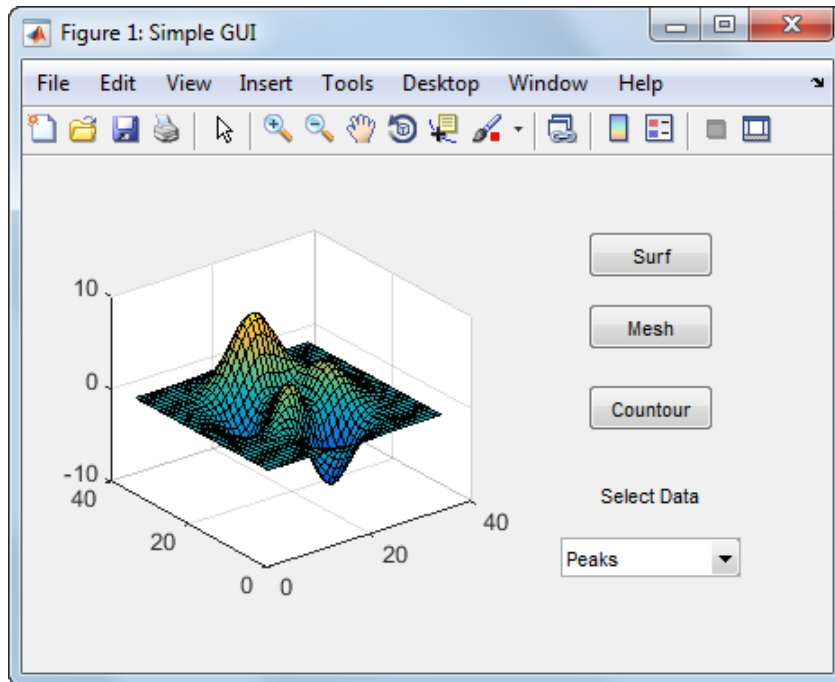 Figure 1: Simple GUI
File Edit View Insert Tools Desktop Window Help
10
0
-10
40
20
0
0
20
40
Surf
Mesh
Countour
Select Data
Peaks